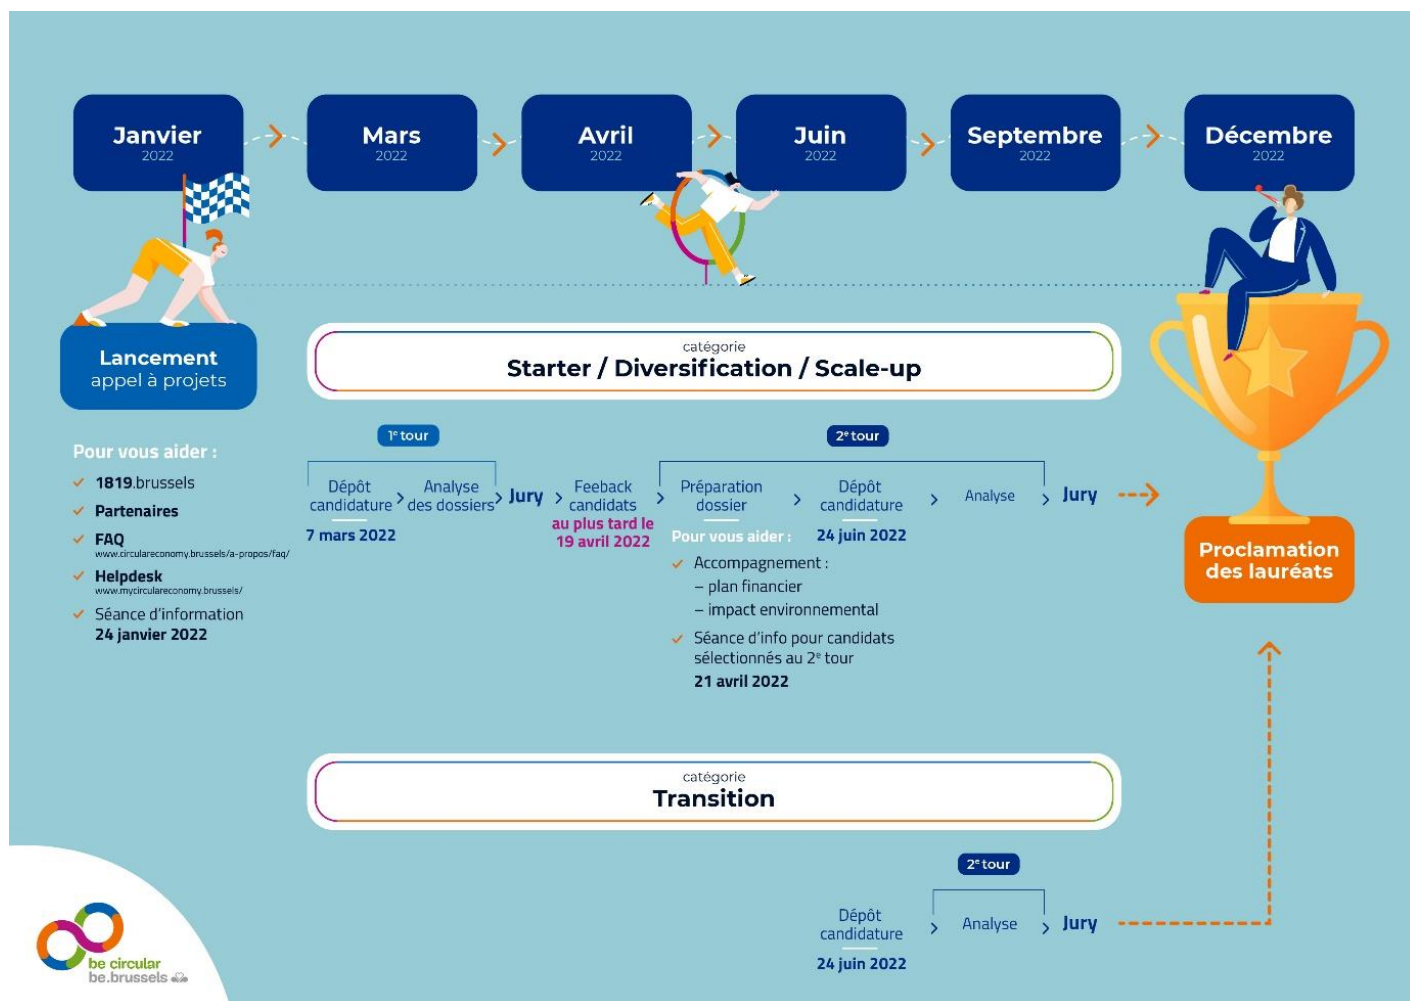 Janvier
2022
Mars
2022
Avril
2022
Juin
2022
Septembre
2022
Décembre
2022
Lancement
appel à projets
Pour vous aider :
1819.brussels
Partenaires
FAQ
www.circulareconomy.brussels/a-propos/faq/
Helpdesk
www.mycirculareconomy.brussels/
Séance d'information
24 janvier 2022
catégorie
Starter / Diversification / Scale-up
1e tour
Dépôt
candidature
7 mars 2022
Analyse
des dossiers
Jury
Feeback
candidats
au plus tard le
19 avril 2022
2e tour
Préparation
dossier
Pour vous aider :
Accompagnement :
– plan financier
– impact environnemental
Séance d'info pour candidats
sélectionnés au 2e tour
21 avril 2022
Dépôt
candidature
24 juin 2022
Analyse
Jury
Proclamation
des lauréats
catégorie
Transition
2e tour
Dépôt
candidature
24 juin 2022
Analyse
Jury
be circular
be.brussels